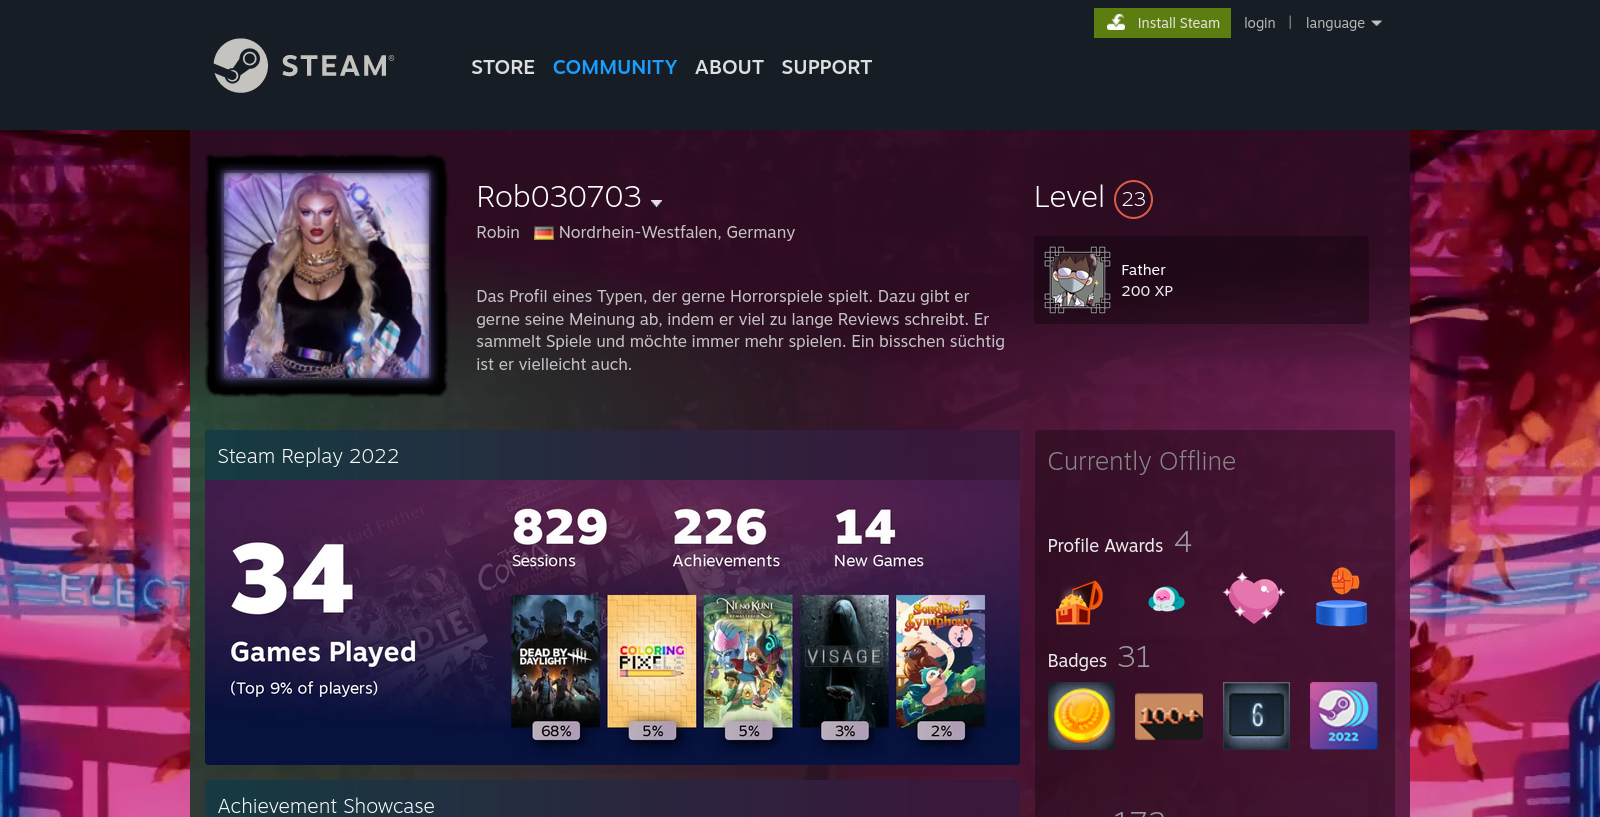 Install Steam
login
|
language
STEAM®
STORE
COMMUNITY
ABOUT
SUPPORT
Rob030703
Robin
Nordrhein-Westfalen, Germany
Das Profil eines Typen, der gerne Horrorspiele spielt. Dazu gibt er
gerne seine Meinung ab, indem er viel zu lange Reviews schreibt. Er
sammelt Spiele und möchte immer mehr spielen. Ein bisschen süchtig
ist er vielleicht auch.
Level 23
Father
200 XP
Steam Replay 2022
34
Games Played
(Top 9% of players)
829
Sessions
226
Achievements
14
New Games
Mad Father
ELECT
DEAD BY
DAYLIGHT
COLORING
PIXELS
NI NO KUNI
REMASTERED
VISAGE
SongBird
Symphony
68%
5%
5%
3%
2%
Achievement Showcase
Currently Offline
Profile Awards 4
Badges 31
100+
6
2022